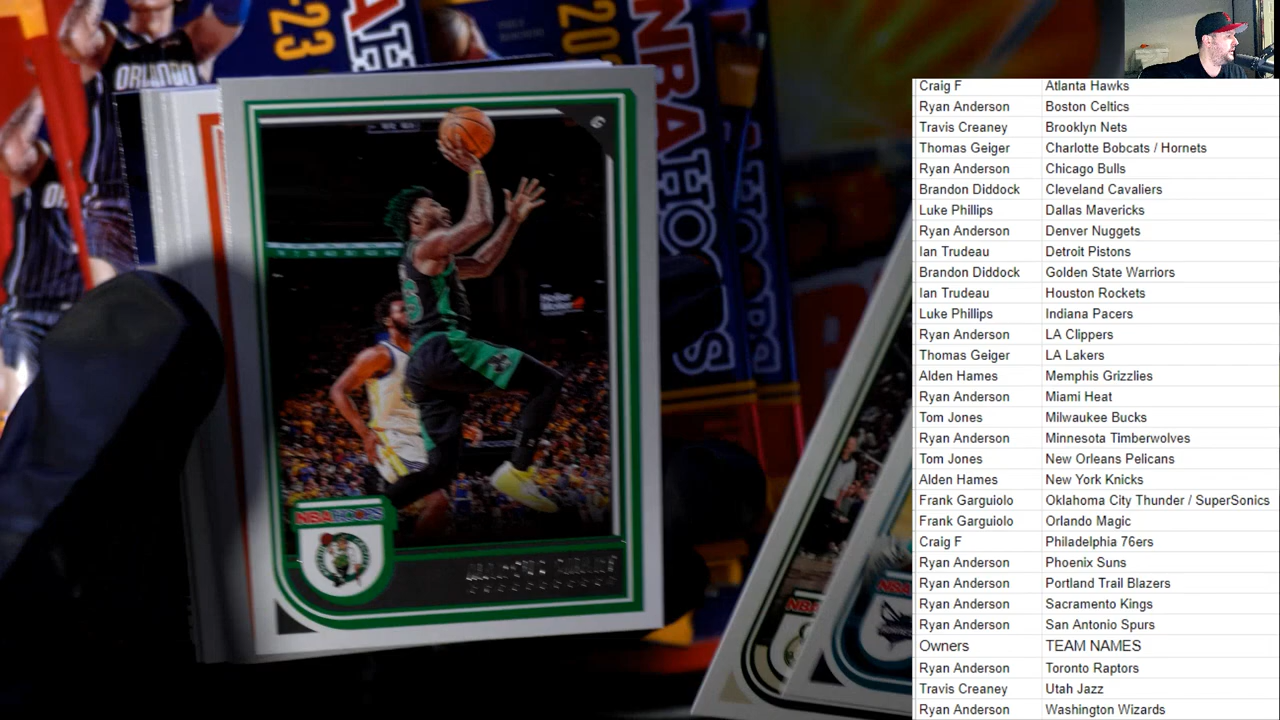 ORLANDO
23
NBA HOOPS
G
NBA HOOPS
MARCUS SMART
Craig F Atlanta Hawks
Ryan Anderson Boston Celtics
Travis Creaney Brooklyn Nets
Thomas Geiger Charlotte Bobcats / Hornets
Ryan Anderson Chicago Bulls
Brandon Diddock Cleveland Cavaliers
Luke Phillips Dallas Mavericks
Ryan Anderson Denver Nuggets
Ian Trudeau Detroit Pistons
Brandon Diddock Golden State Warriors
Ian Trudeau Houston Rockets
Luke Phillips Indiana Pacers
Ryan Anderson LA Clippers
Thomas Geiger LA Lakers
Alden Hames Memphis Grizzlies
Ryan Anderson Miami Heat
Tom Jones Milwaukee Bucks
Ryan Anderson Minnesota Timberwolves
Tom Jones New Orleans Pelicans
Alden Hames New York Knicks
Frank Garguiolo Oklahoma City Thunder / SuperSonics
Frank Garguiolo Orlando Magic
Craig F Philadelphia 76ers
Ryan Anderson Phoenix Suns
Ryan Anderson Portland Trail Blazers
Ryan Anderson Sacramento Kings
Ryan Anderson San Antonio Spurs
Owners TEAM NAMES
Ryan Anderson Toronto Raptors
Travis Creaney Utah Jazz
Ryan Anderson Washington Wizards